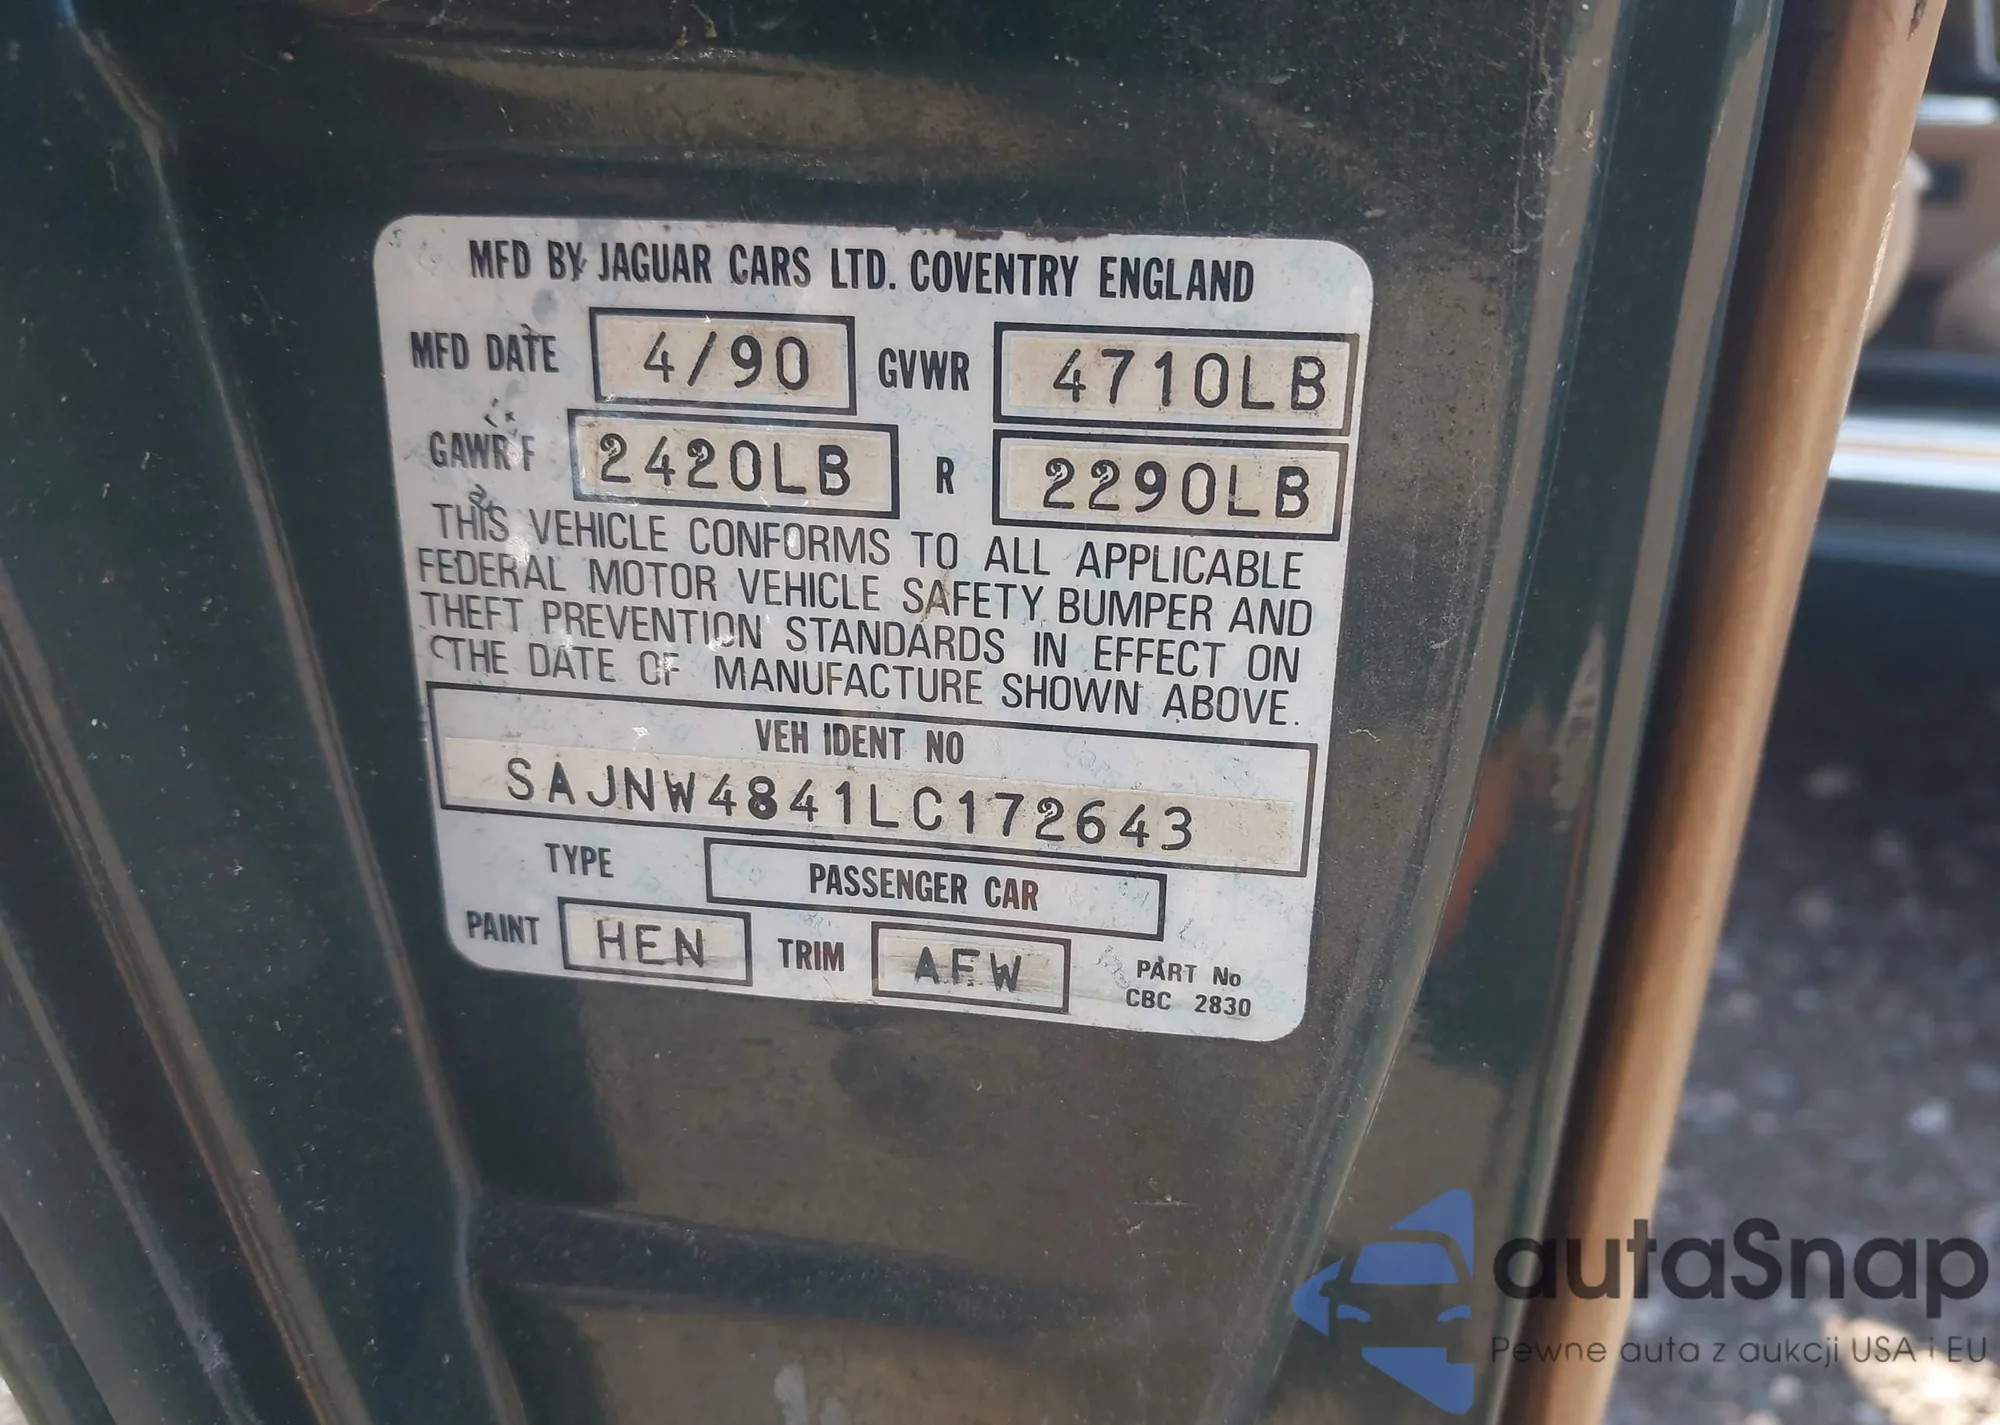 MFD BY JAGUAR CARS LTD. COVENTRY ENGLAND
MFD DATE 4/90 GVWR 4710LB
GAWR F 2420LB R 2290LB
THIS VEHICLE CONFORMS TO ALL APPLICABLE
FEDERAL MOTOR VEHICLE SAFETY BUMPER AND
THEFT PREVENTION STANDARDS IN EFFECT ON
THE DATE OF MANUFACTURE SHOWN ABOVE.
VEH IDENT NO
SAJNW4841LC172643
TYPE PASSENGER CAR
PAINT HEN TRIM AFW PART No
CBC 2830
autaSnap
Pewne auta z aukcji USA i EU